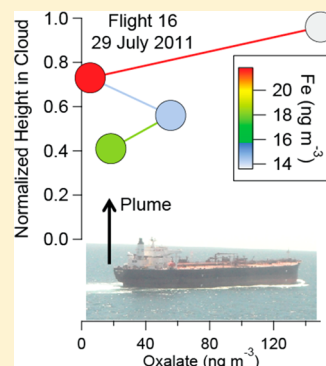 Flight 16
29 July 2011
Normalized Height in Cloud
1.0
0.8
0.6
0.4
0.2
0.0
Fe (ng m-3)
20
18
16
14
Plume
0
40
80
120
Oxalate (ng m-3)